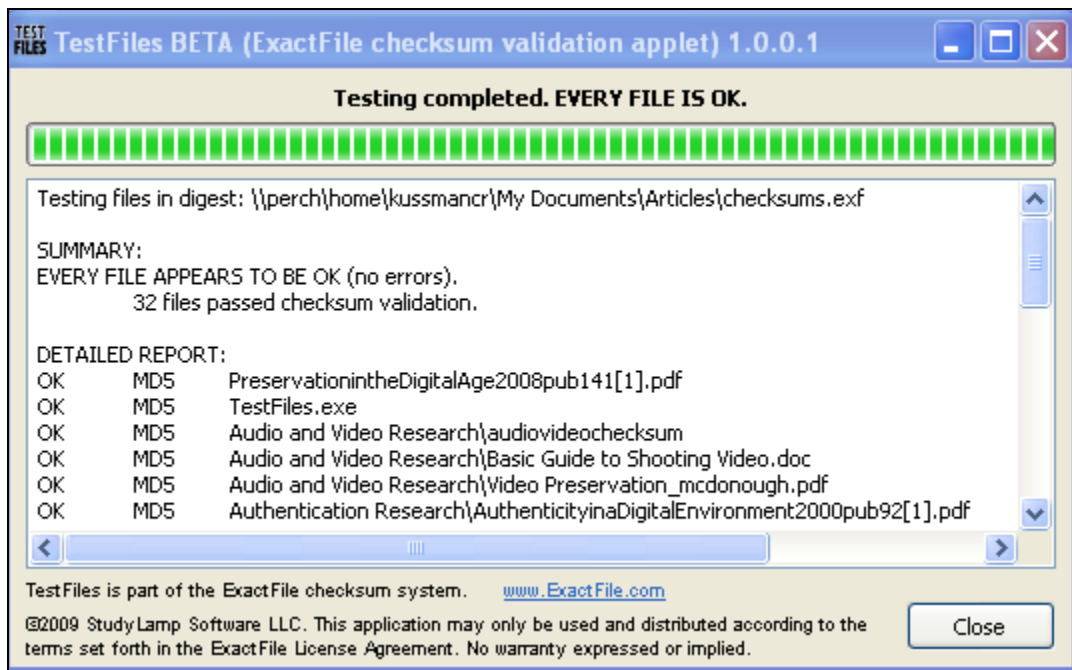 TEST
FILES TestFiles BETA (ExactFile checksum validation applet) 1.0.0.1
Testing completed. EVERY FILE IS OK.
Testing files in digest: \\perch\home\kussmancr\My Documents\Articles\checksums.exf
SUMMARY:
EVERY FILE APPEARS TO BE OK (no errors).
32 files passed checksum validation.
DETAILED REPORT:
OK MD5 PreservationintheDigitalAge2008pub141[1].pdf
OK MD5 TestFiles.exe
OK MD5 Audio and Video Research\audiovideochecksum
OK MD5 Audio and Video Research\Basic Guide to Shooting Video.doc
OK MD5 Audio and Video Research\Video Preservation_mcdonough.pdf
OK MD5 Authentication Research\AuthenticityinaDigitalEnvironment2000pub92[1].pdf
TestFiles is part of the ExactFile checksum system. www.ExactFile.com
©2009 StudyLamp Software LLC. This application may only be used and distributed according to the
terms set forth in the ExactFile License Agreement. No warranty expressed or implied.
Close